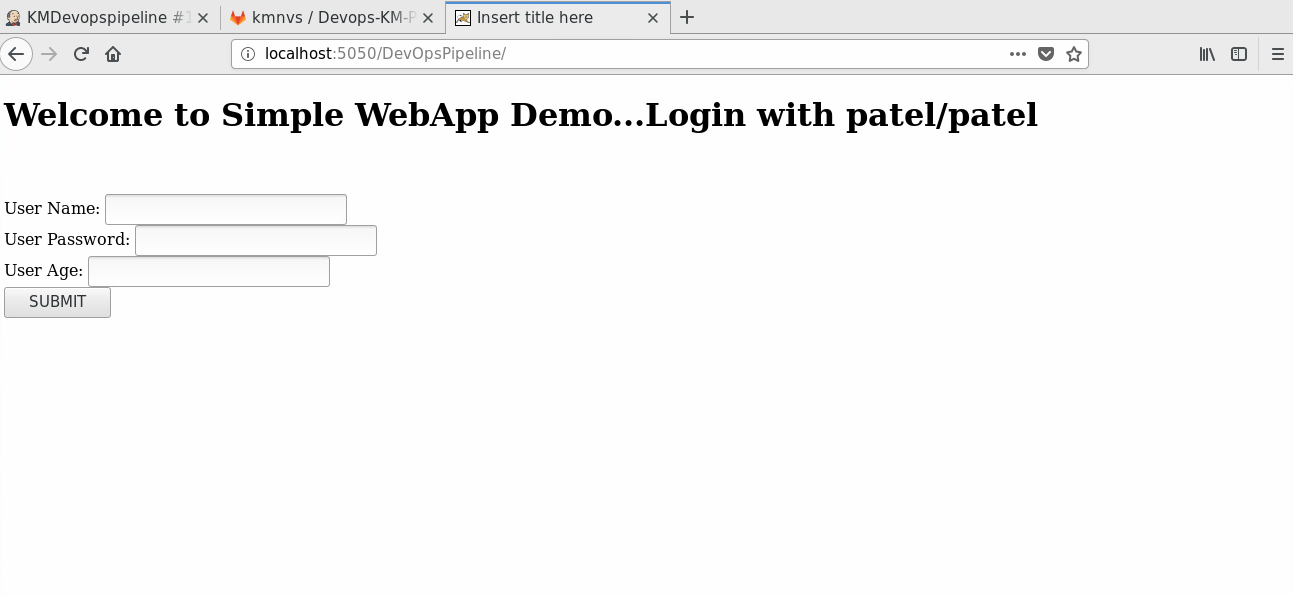 KMDevopspipeline #1
kmnvs / Devops-KM-P
Insert title here
localhost:5050/DevOpsPipeline/
Welcome to Simple WebApp Demo...Login with patel/patel
User Name:
User Password:
User Age:
SUBMIT